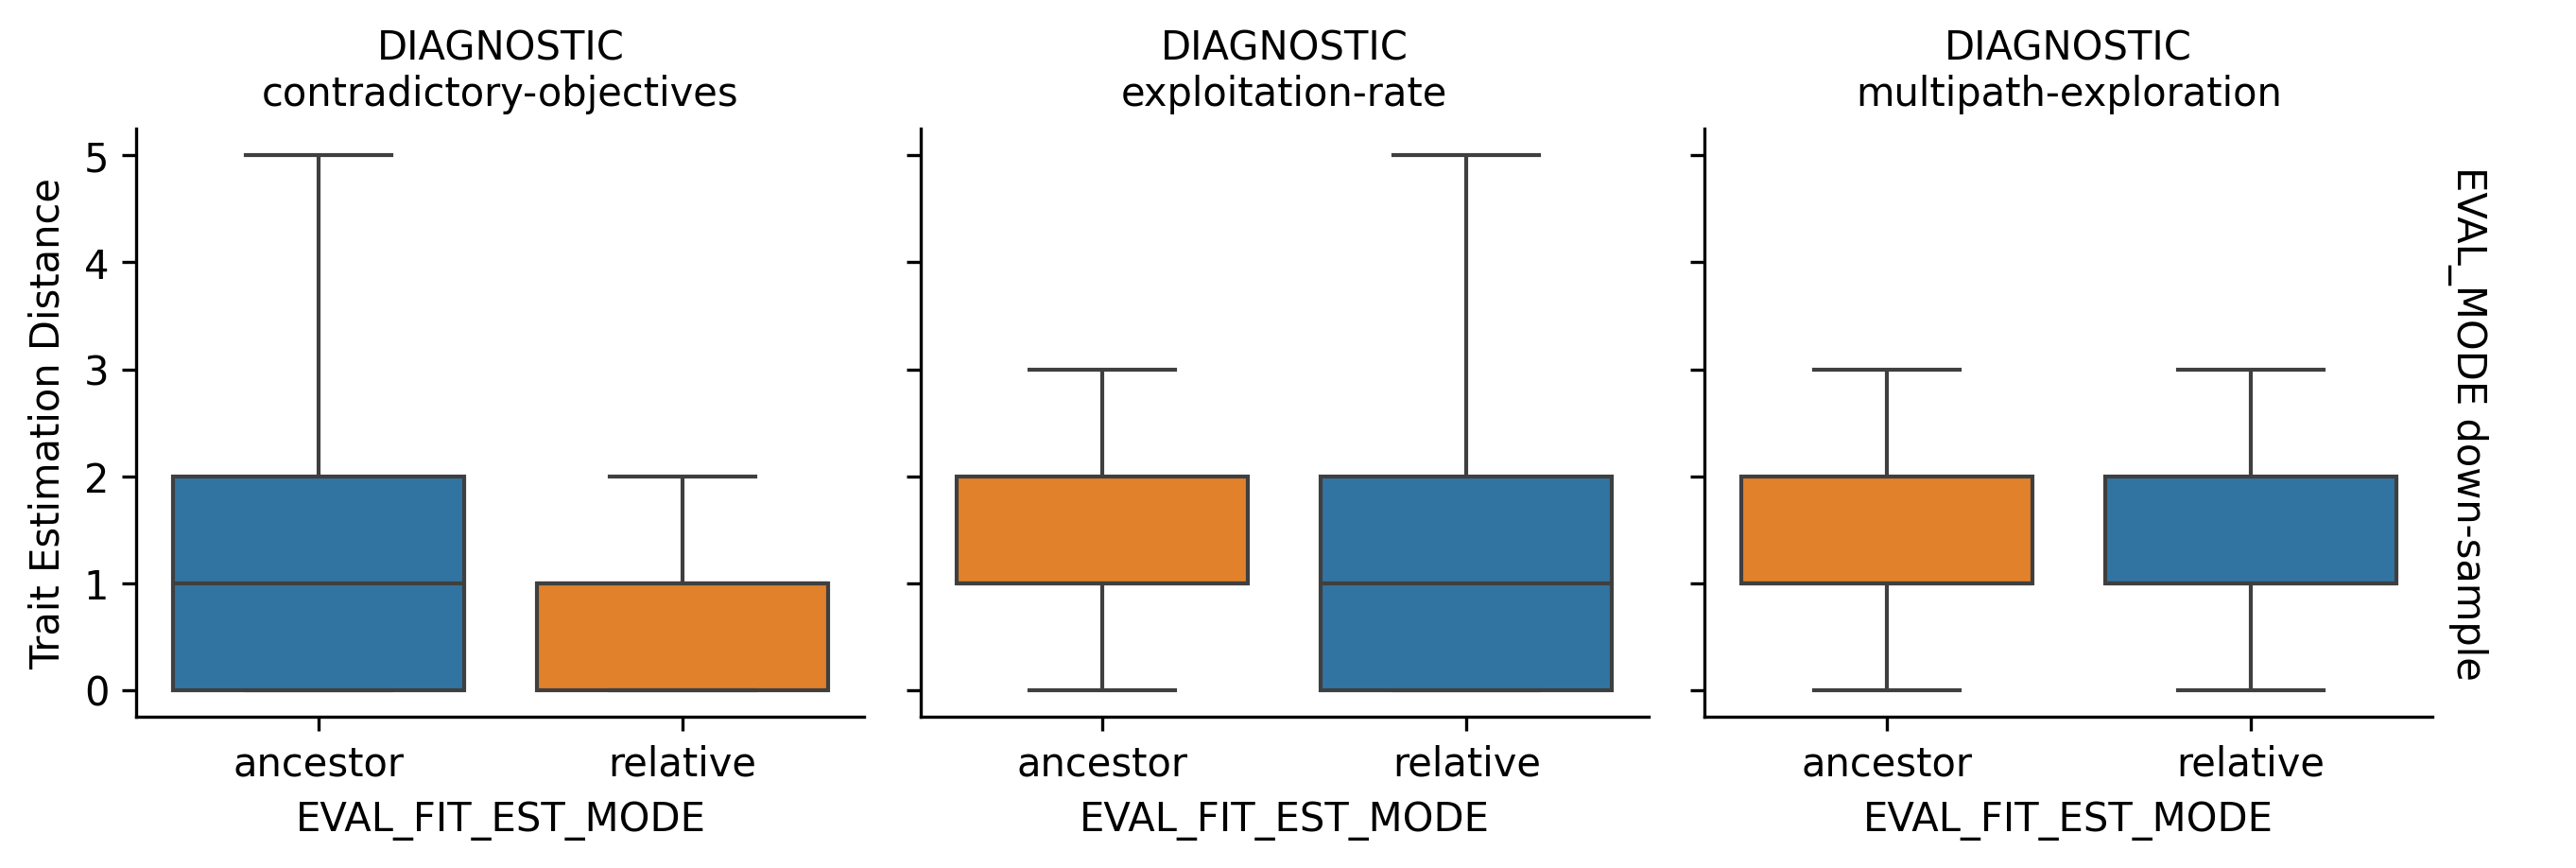 DIAGNOSTIC
contradictory-objectives
DIAGNOSTIC
exploitation-rate
DIAGNOSTIC
multipath-exploration
Trait Estimation Distance
5
4
3
2
1
0
EVAL_MODE down-sample
ancestor relative
EVAL_FIT_EST_MODE
ancestor relative
EVAL_FIT_EST_MODE
ancestor relative
EVAL_FIT_EST_MODE